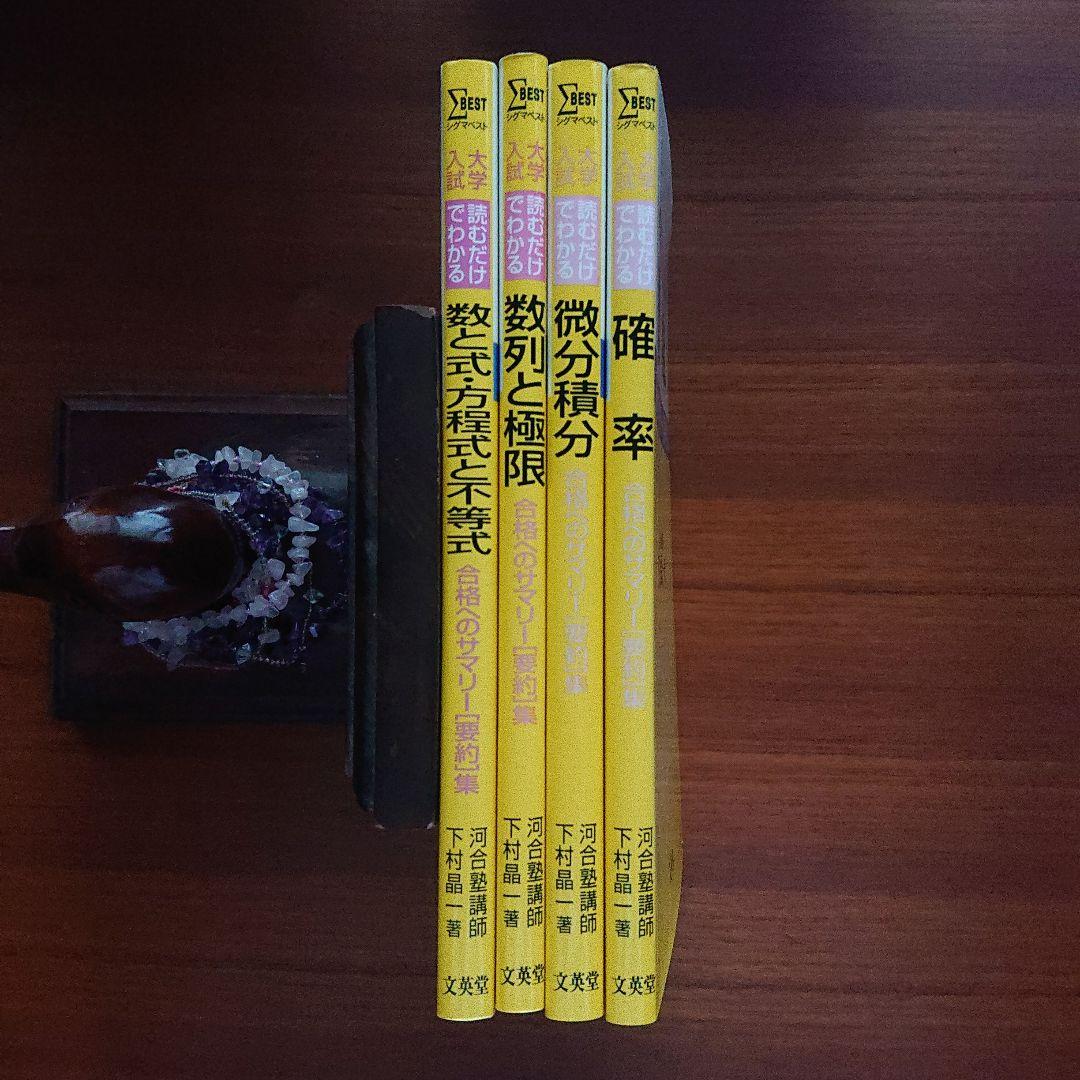 ΣBEST
シグマベスト
大学
入試
読むだけ
でわかる
数と式・方程式と不等式
合格へのサマリー[要約]集
河合塾講師
下村晶一著
文英堂
ΣBEST
シグマベスト
大学
入試
読むだけ
でわかる
数列と極限
合格へのサマリー[要約]集
河合塾講師
下村晶一著
文英堂
ΣBEST
シグマベスト
大学
入試
読むだけ
でわかる
微分積分
合格へのサマリー[要約]集
河合塾講師
下村晶一著
文英堂
ΣBEST
シグマベスト
大学
入試
読むだけ
でわかる
確率
合格へのサマリー[要約]集
河合塾講師
下村晶一著
文英堂